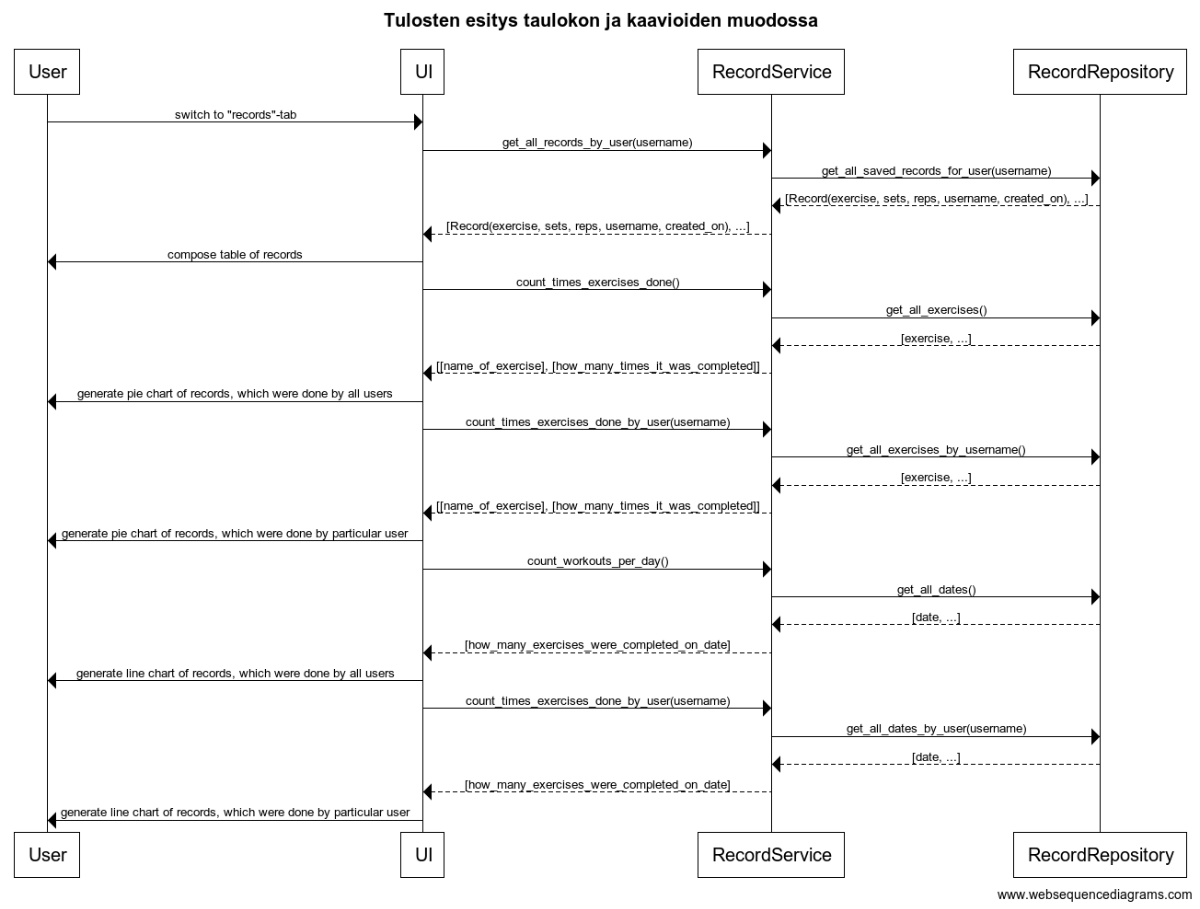 Tulosten esitys taulokon ja kaavioiden muodossa
User
UI
RecordService
RecordRepository
switch to "records"-tab
get_all_records_by_user(username)
get_all_saved_records_for_user(username)
[Record(exercise, sets, reps, username, created_on), ...]
[Record(exercise, sets, reps, username, created_on), ...]
compose table of records
count_times_exercises_done()
get_all_exercises()
[exercise, ...]
[[name_of_exercise], [how_many_times_it_was_completed]]
generate pie chart of records, which were done by all users
count_times_exercises_done_by_user(username)
get_all_exercises_by_username()
[exercise, ...]
[[name_of_exercise], [how_many_times_it_was_completed]]
generate pie chart of records, which were done by particular user
count_workouts_per_day()
get_all_dates()
[date, ...]
[how_many_exercises_were_completed_on_date]
generate line chart of records, which were done by all users
count_times_exercises_done_by_user(username)
get_all_dates_by_user(username)
[date, ...]
[how_many_exercises_were_completed_on_date]
generate line chart of records, which were done by particular user
User
UI
RecordService
RecordRepository
www.websequencediagrams.com